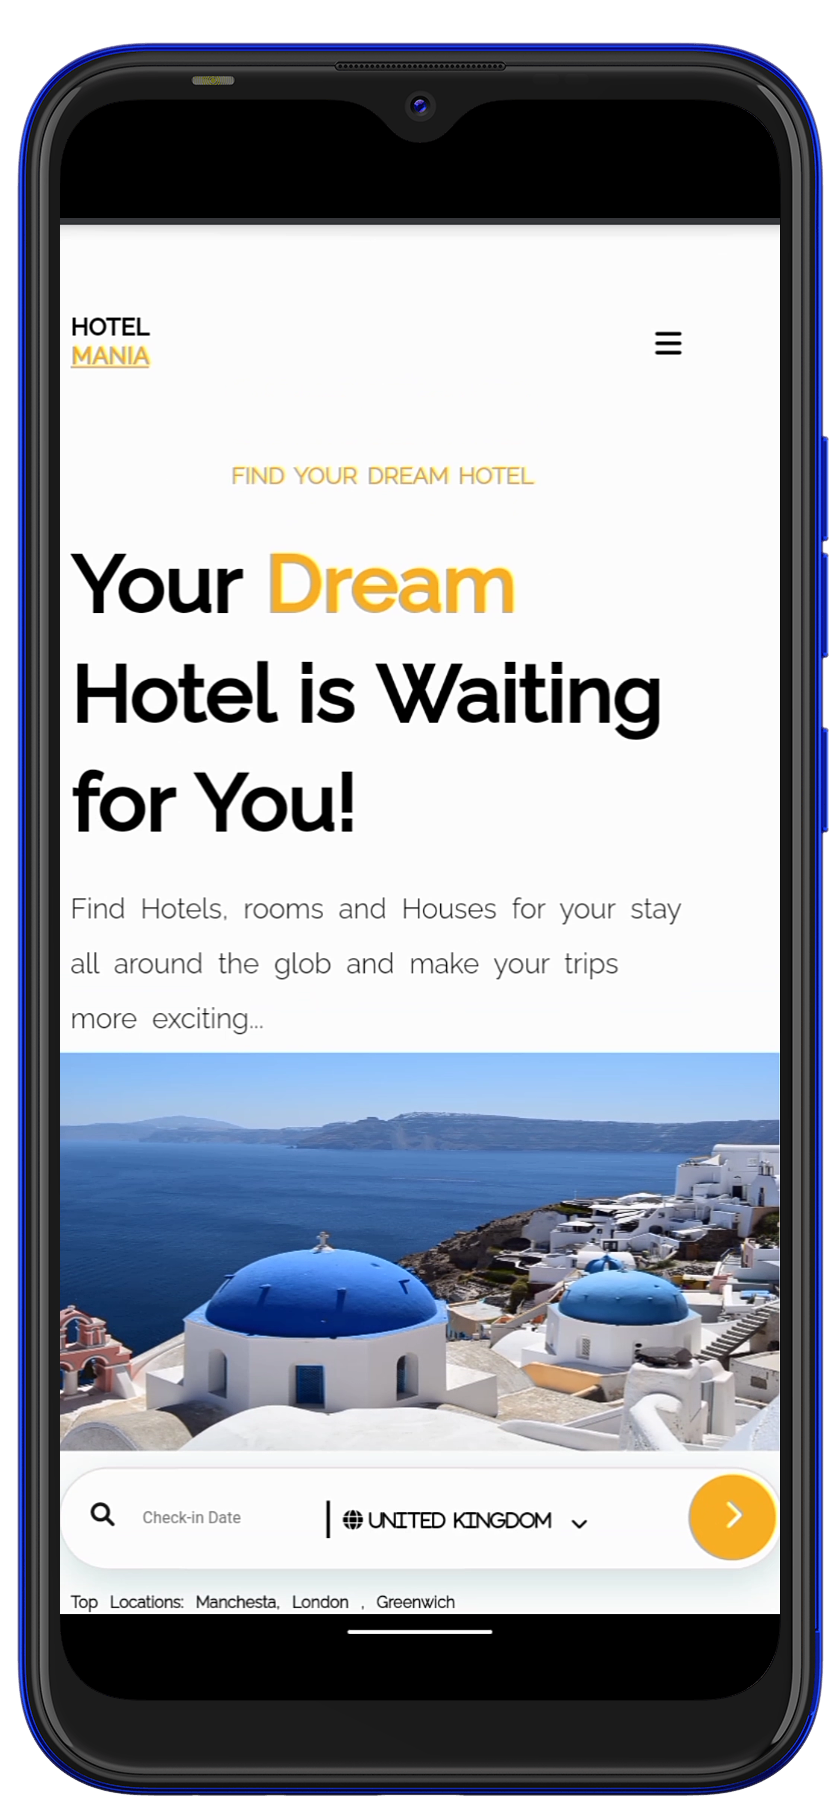 HOTEL
MANIA
FIND YOUR DREAM HOTEL
Your Dream
Hotel is Waiting
for You!
Find Hotels, rooms and Houses for your stay
all around the glob and make your trips
more exciting...
Check-in Date
UNITED KINGDOM
Top Locations: Manchesta, London , Greenwich